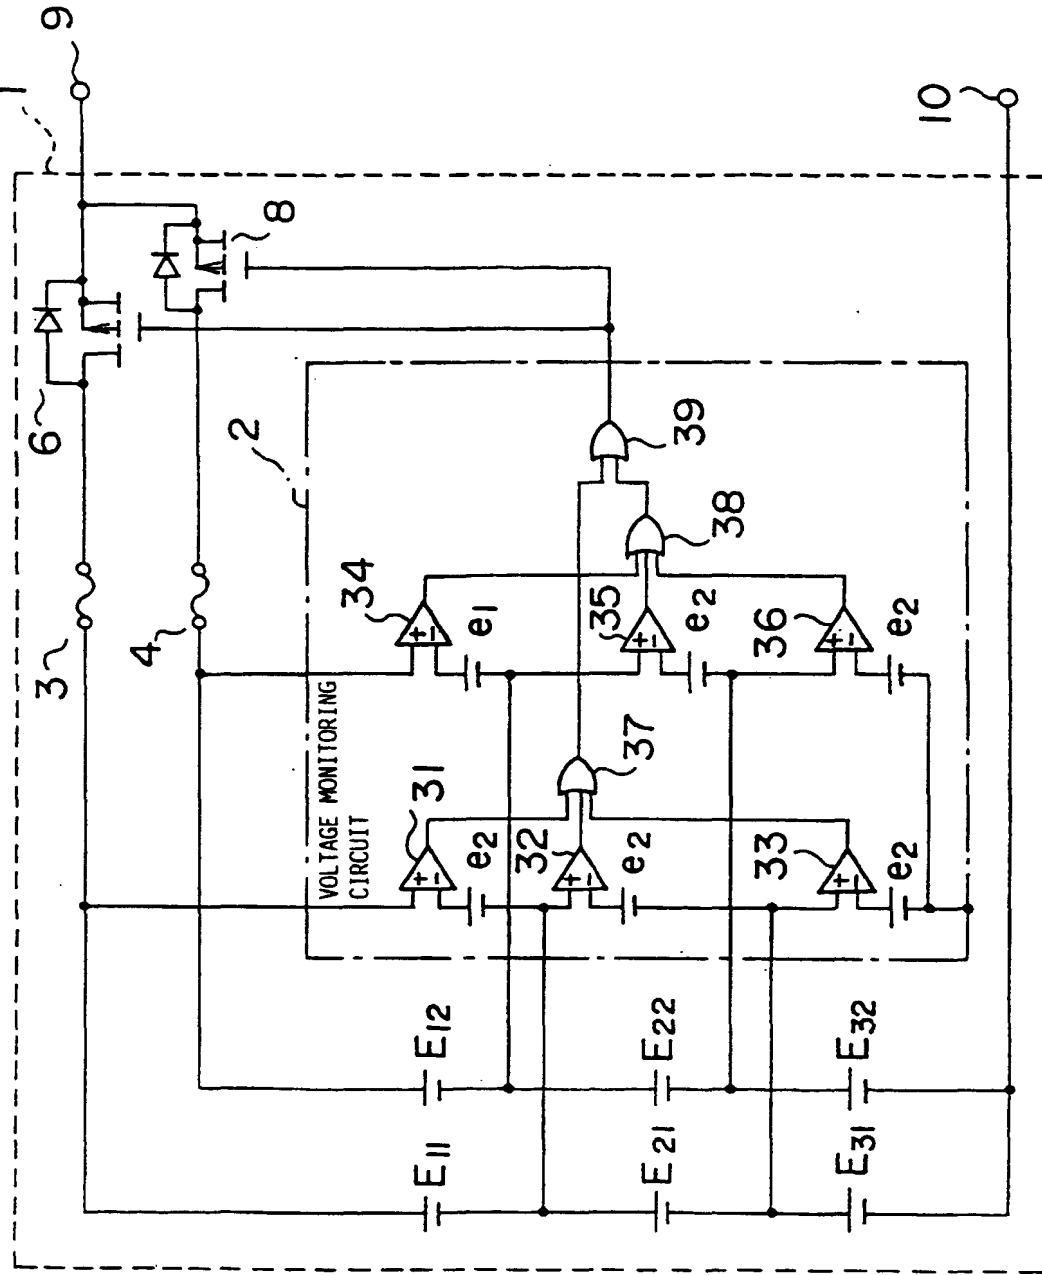 1
9
6
8
10
2
39
3
4
34
38
e1
35
e2
36
e2
VOLTAGE MONITORING
CIRCUIT
37
31
e2
32
e2
33
e2
E12
E22
E32
E11
E21
E31
+
−
+
−
+
−
+
−
+
−
+
−